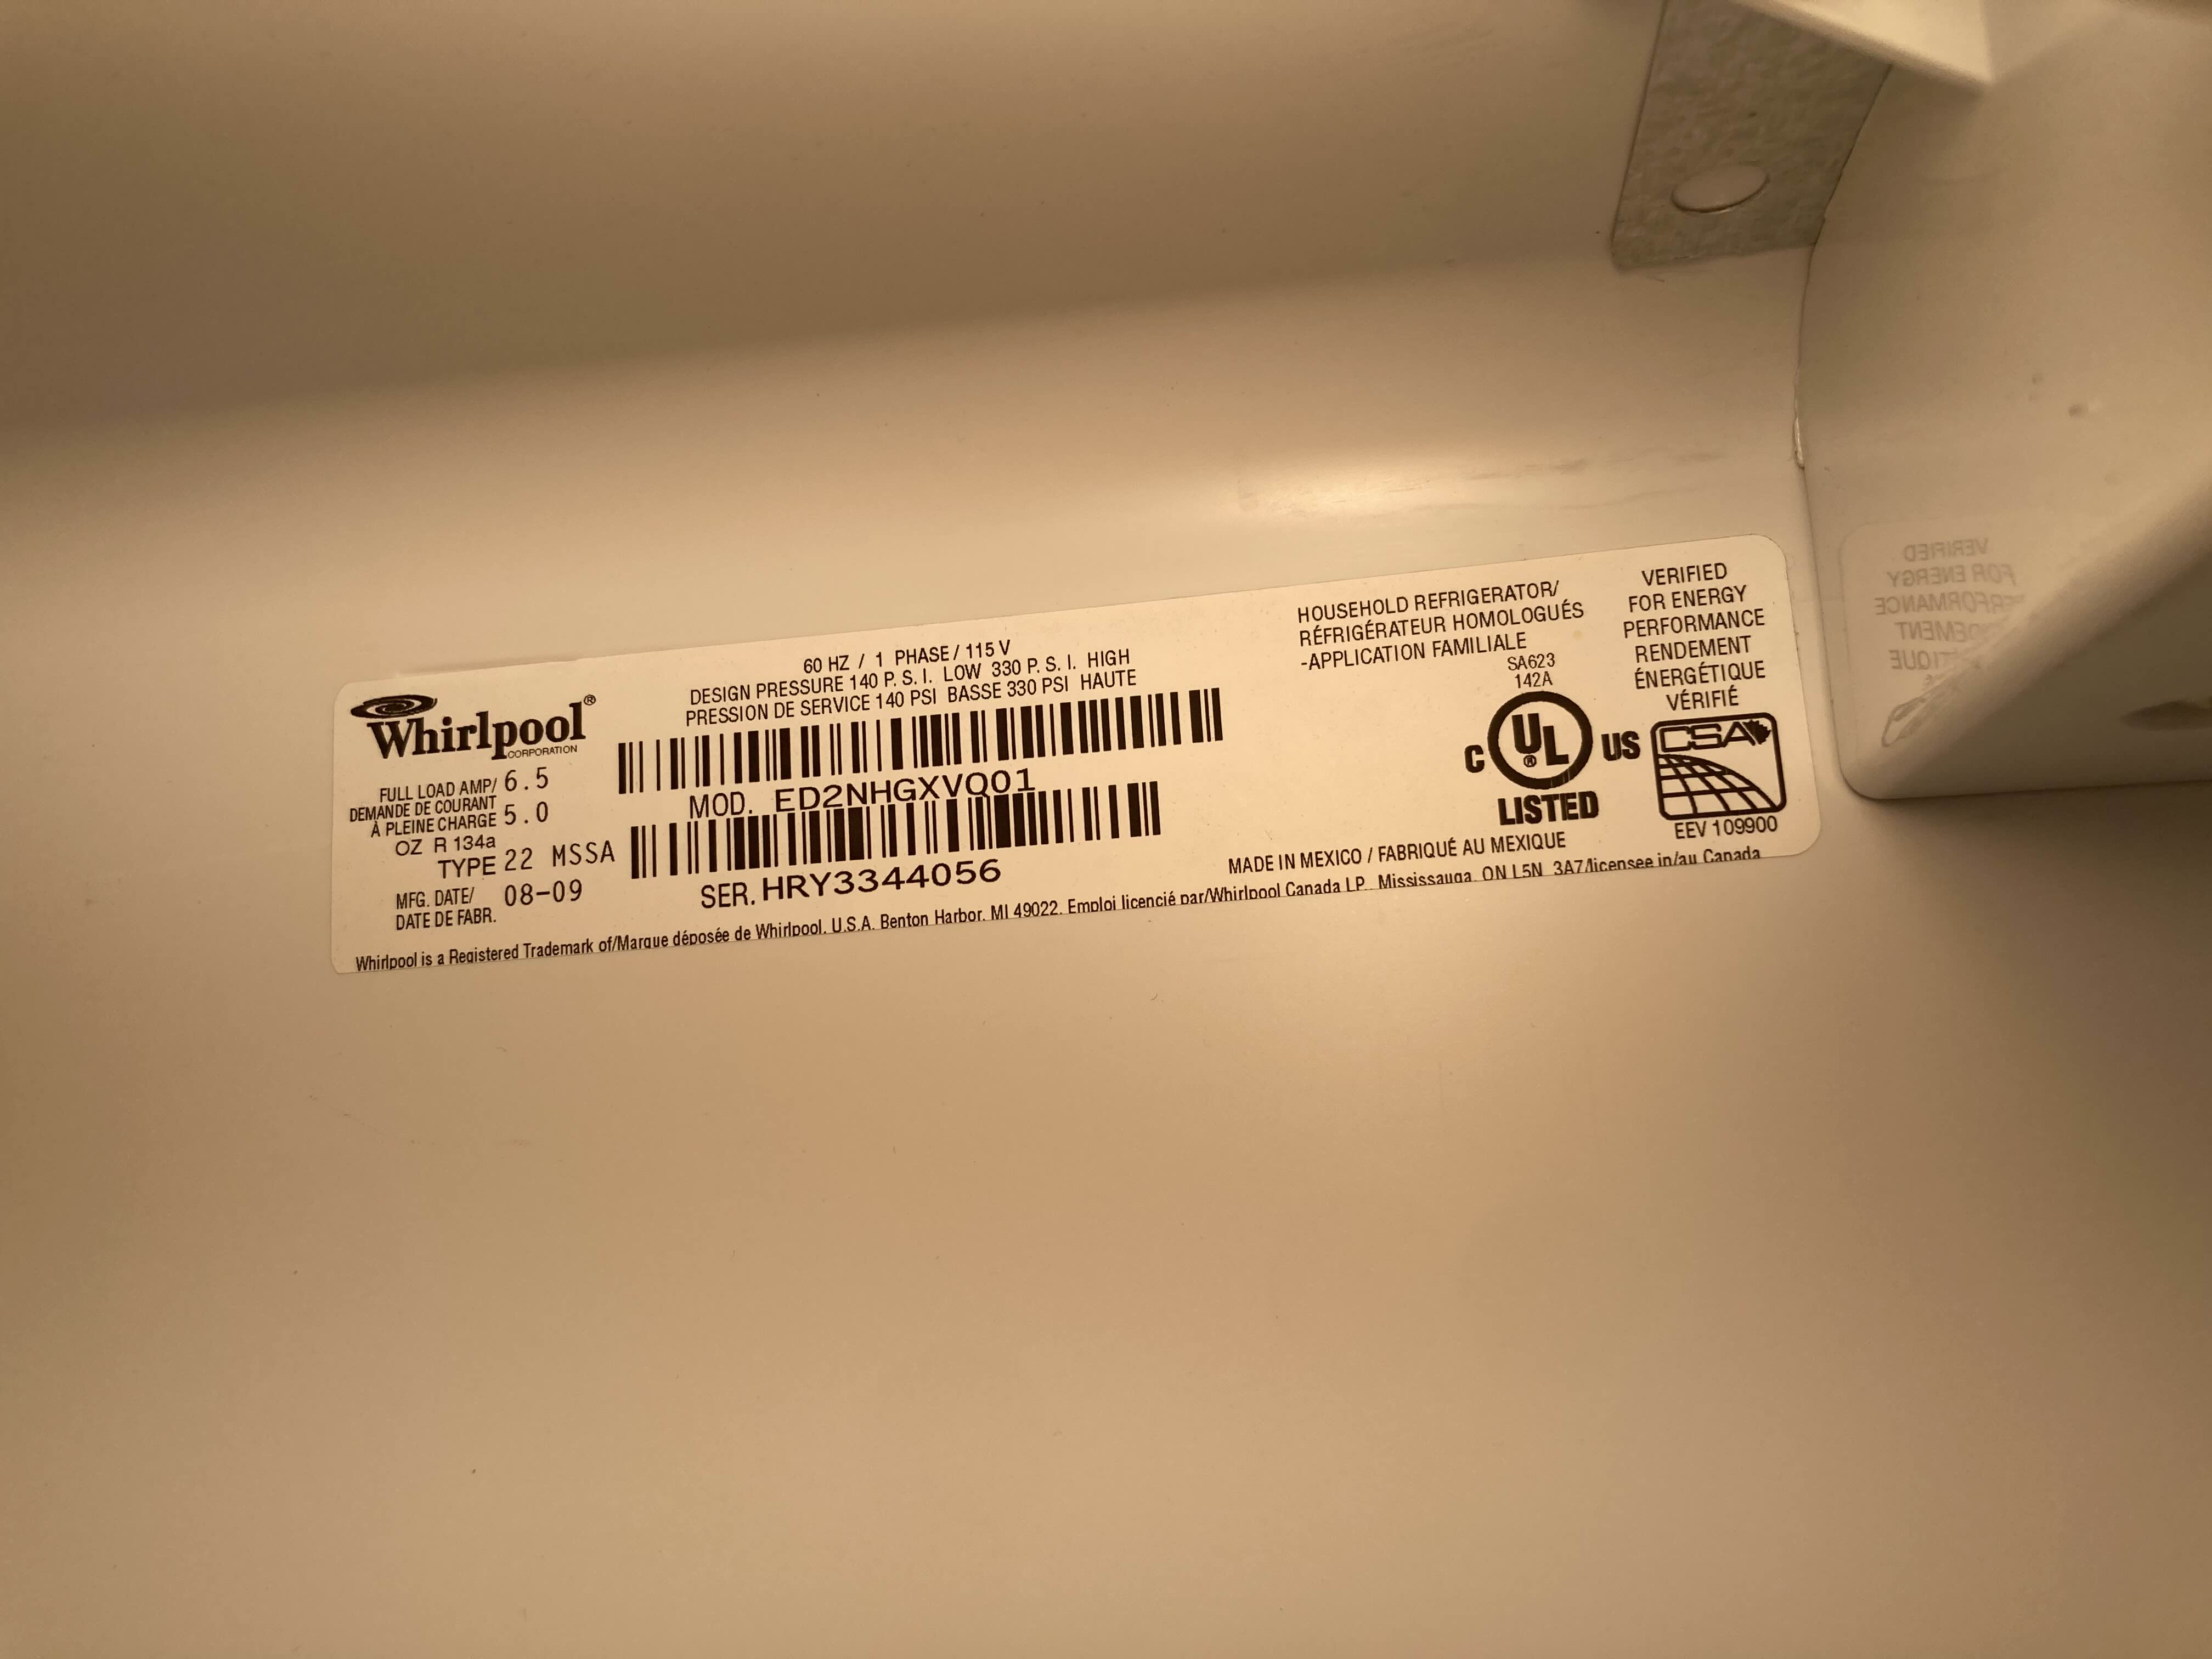 Whirlpool®
CORPORATION
FULL LOAD AMP/ 6.5
DEMANDE DE COURANT
À PLEINE CHARGE 5.0
OZ R 134a
TYPE 22 MSSA
MFG. DATE/ 08-09
DATE DE FABR.
60 HZ / 1 PHASE / 115 V
DESIGN PRESSURE 140 P. S. I. LOW 330 P. S. I. HIGH
PRESSION DE SERVICE 140 PSI BASSE 330 PSI HAUTE
MOD. ED2NHGXVQ01
SER. HRY3344056
HOUSEHOLD REFRIGERATOR/
RÉFRIGÉRATEUR HOMOLOGUÉS
-APPLICATION FAMILIALE
SA623
142A
C UL ® US
LISTED
VERIFIED
FOR ENERGY
PERFORMANCE
RENDEMENT
ÉNERGÉTIQUE
VÉRIFIÉ
CSA
EEV 109900
MADE IN MEXICO / FABRIQUÉ AU MEXIQUE
Whirlpool is a Registered Trademark of/Marque déposée de Whirlpool, U.S.A. Benton Harbor, MI 49022. Emploi licencié par/Whirlpool Canada LP., Mississauga, ON L5N 3A7/licensee in/au Canada